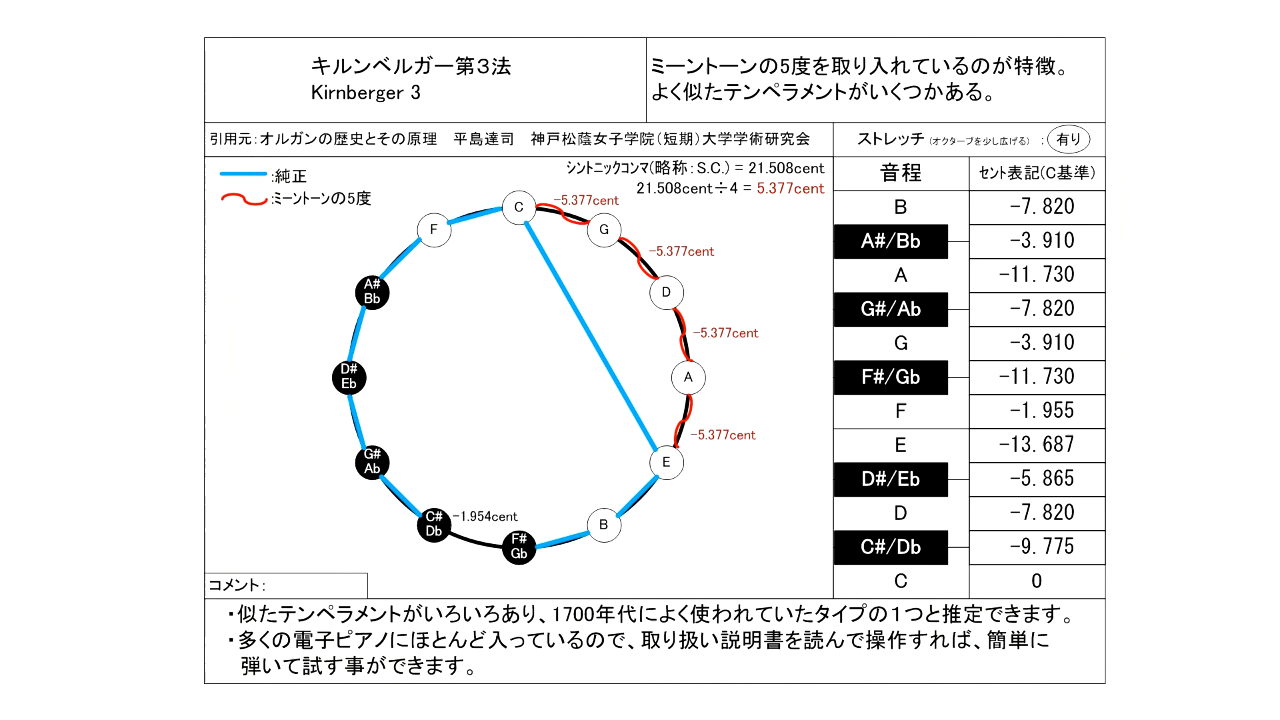 キルンベルガー第3法
Kirnberger 3
ミーントーンの5度を取り入れているのが特徴。
よく似たテンペラメントがいくつかある。
引用元：オルガンの歴史とその原理　平島達司　神戸松蔭女子学院（短期）大学学術研究会
ストレッチ（オクターブを少し広げる）：有り
:純正
:ミーントーンの5度
シントニックコンマ(略称：S.C.) = 21.508cent
21.508cent÷4 = 5.377cent
C
-5.377cent
G
-5.377cent
D
-5.377cent
A
-5.377cent
E
B
F#
Gb
-1.954cent
C#
Db
G#
Ab
D#
Eb
A#
Bb
F
音程 セント表記(C基準)
B -7.820
A#/Bb -3.910
A -11.730
G#/Ab -7.820
G -3.910
F#/Gb -11.730
F -1.955
E -13.687
D#/Eb -5.865
D -7.820
C#/Db -9.775
C 0
コメント：
・似たテンペラメントがいろいろあり、1700年代によく使われていたタイプの１つと推定できます。
・多くの電子ピアノにほとんど入っているので、取り扱い説明書を読んで操作すれば、簡単に
弾いて試す事ができます。